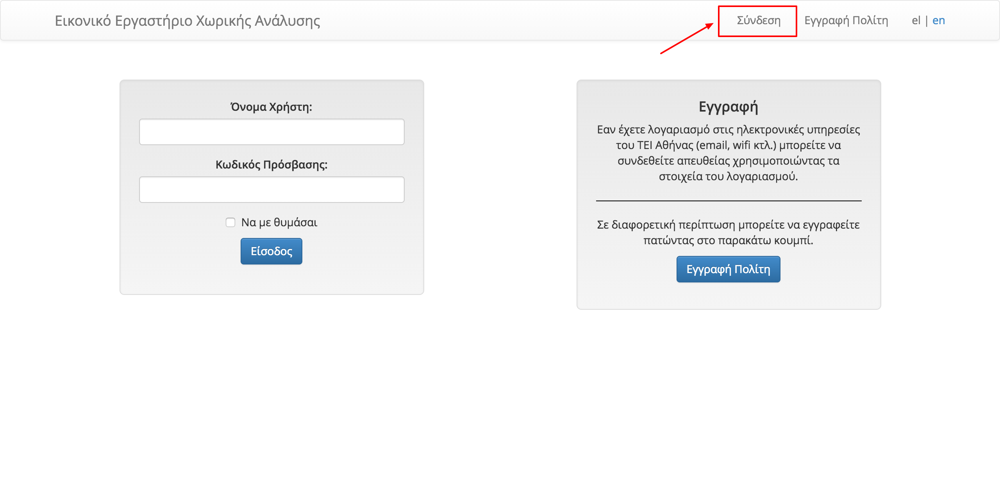 Εικονικό Εργαστήριο Χωρικής Ανάλυσης
Σύνδεση
Εγγραφή Πολίτη
el | en
Όνομα Χρήστη:
Κωδικός Πρόσβασης:
Να με θυμάσαι
Είσοδος
Εγγραφή
Εαν έχετε λογαριασμό στις ηλεκτρονικές υπηρεσίες
του ΤΕΙ Αθήνας (email, wifi κτλ.) μπορείτε να
συνδεθείτε απευθείας χρησιμοποιώντας τα
στοιχεία του λογαριασμού.
Σε διαφορετική περίπτωση μπορείτε να εγγραφείτε
πατώντας στο παρακάτω κουμπί.
Εγγραφή Πολίτη